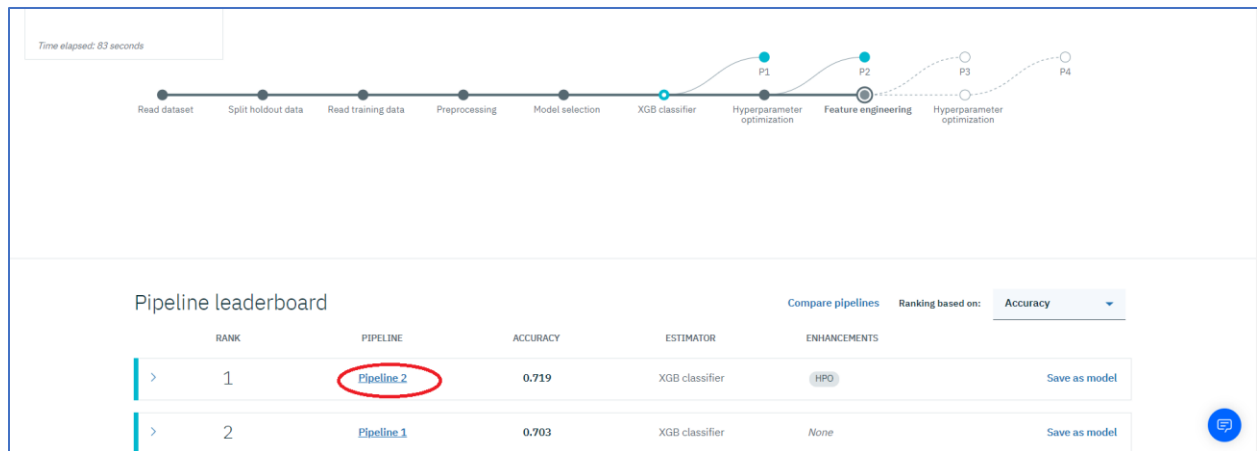 Time elapsed: 83 seconds
P1 P2 P3 P4
Read dataset Split holdout data Read training data Preprocessing Model selection XGB classifier Hyperparameter Feature engineering Hyperparameter
optimization optimization
Pipeline leaderboard Compare pipelines Ranking based on: Accuracy
RANK PIPELINE ACCURACY ESTIMATOR ENHANCEMENTS
1 Pipeline 2 0.719 XGB classifier HPO Save as model
2 Pipeline 1 0.703 XGB classifier None Save as model